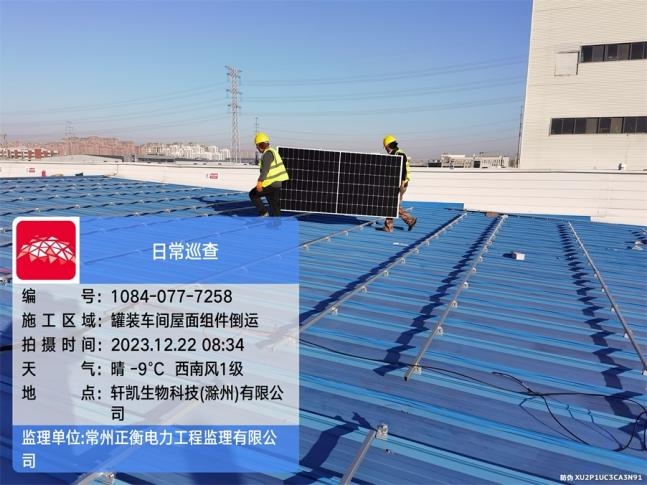 日常巡查
编号：1084-077-7258
施工区域：罐装车间屋面组件倒运
拍摄时间：2023.12.22 08:34
天气：晴 -9℃ 西南风1级
地点：轩凯生物科技(滁州)有限公
司
监理单位:常州正衡电力工程监理有限公
司
防伪 XU2P1UC3CA3N91